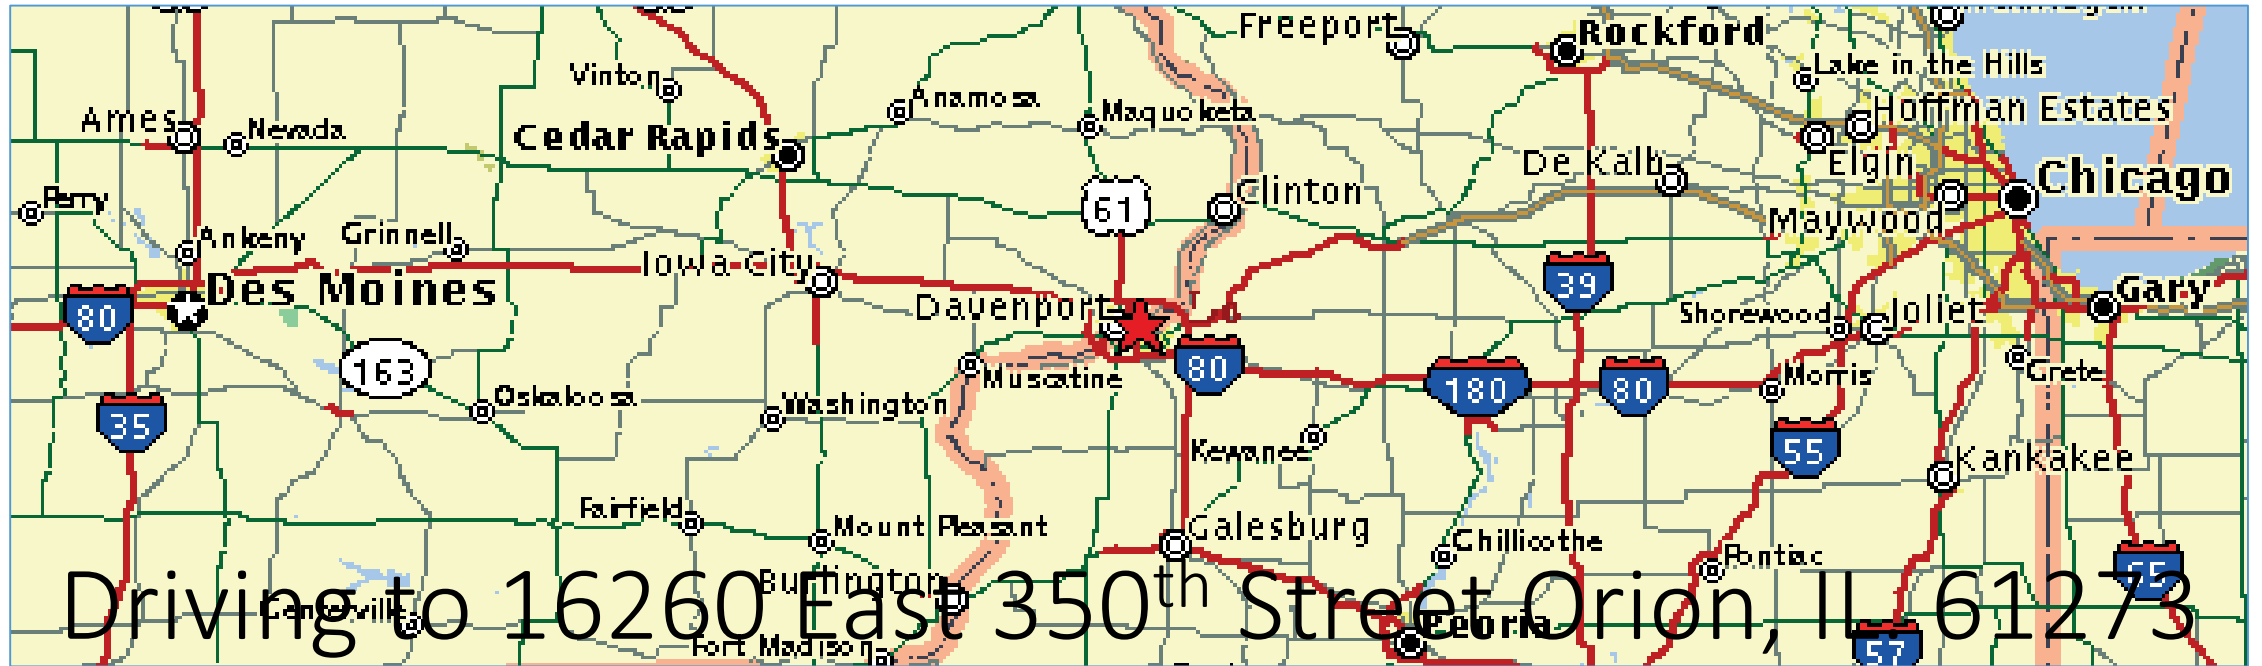 Freeport
Rockford
Vinton
Lake in the Hills
Ames
Nevada
Anamosa
Maquoketa
Hoffman Estates
Cedar Rapids
De Kalb
Elgin
Perry
61
Clinton
Chicago
Maywood
Ankeny
Grinnell
Iowa City
39
80
Des Moines
Davenport
Shorewood
Joliet
Gary
163
Muscatine
80
180
80
Morris
Crete
35
Oskaloosa
Washington
Kewanee
55
Kankakee
Fairfield
Mount Pleasant
Galesburg
Chillicothe
Pontiac
Burlington
Centerville
Driving to 16260 East 350th Street Orion, IL. 61273
Peoria
Fort Madison
57